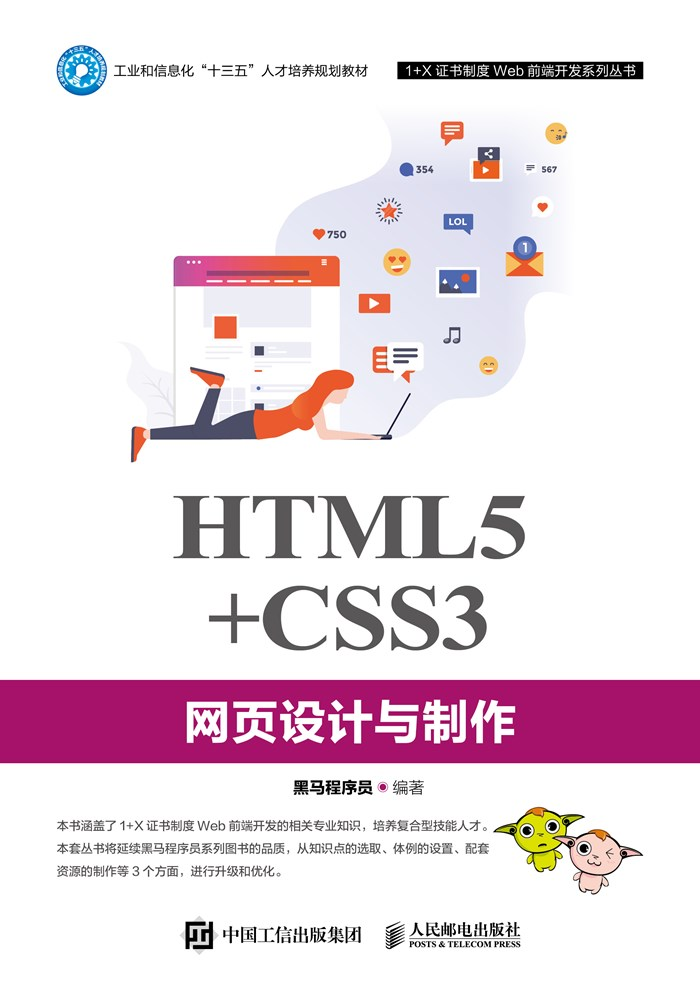 工业和信息化“十三五”人才培养规划教材
1+X 证书制度 Web 前端开发系列丛书
354
567
LOL
750
1
HTML5
+CSS3
网页设计与制作
黑马程序员 编著
本书涵盖了 1+X 证书制度 Web 前端开发的相关专业知识，培养复合型技能人才。
本套丛书将延续黑马程序员系列图书的品质，从知识点的选取、体例的设置、配套
资源的制作等 3 个方面，进行升级和优化。
中国工信出版集团
人民邮电出版社
POSTS & TELECOM PRESS